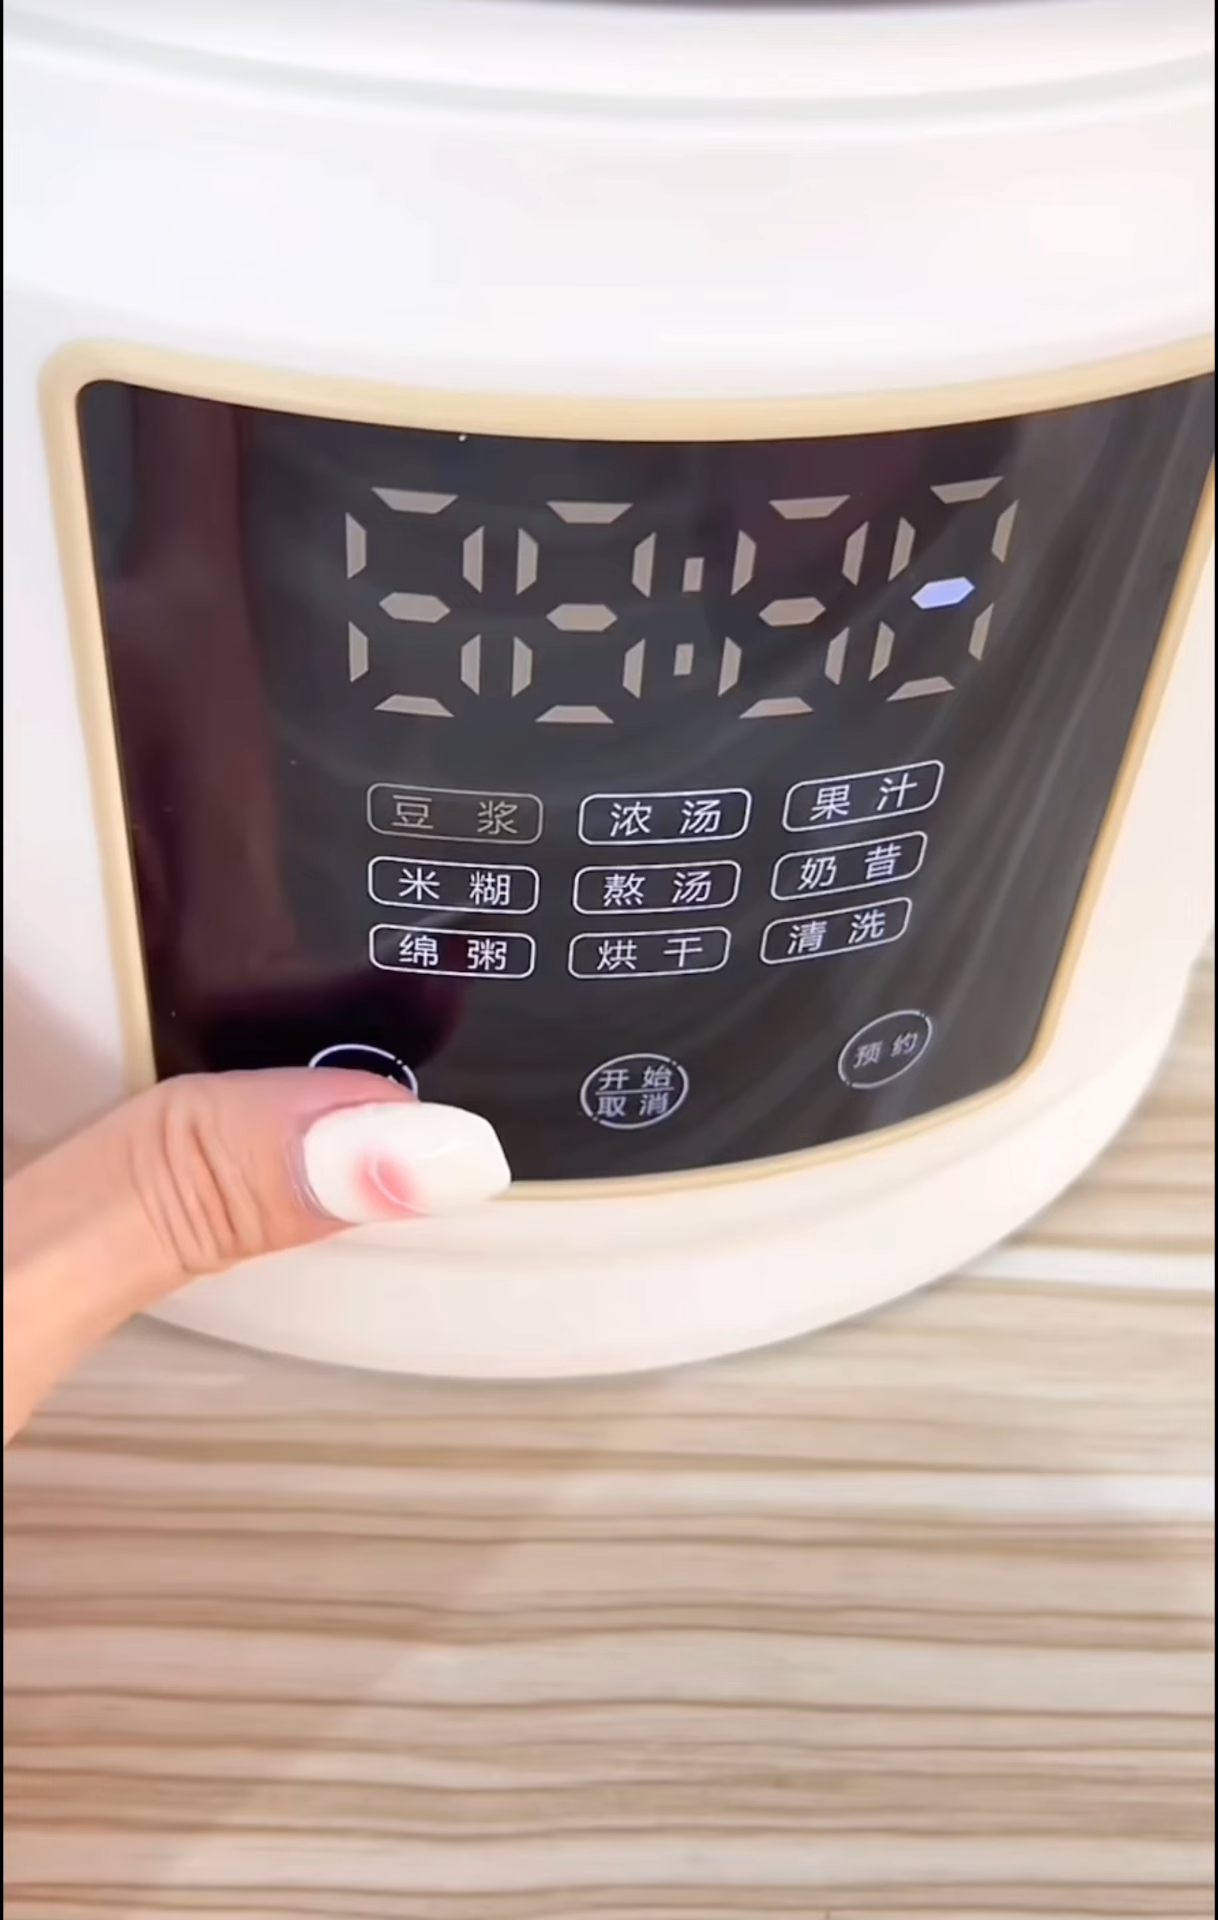 豆浆 浓汤 果汁
米糊 熬汤 奶昔
绵粥 烘干 清洗
开始 预约
取消